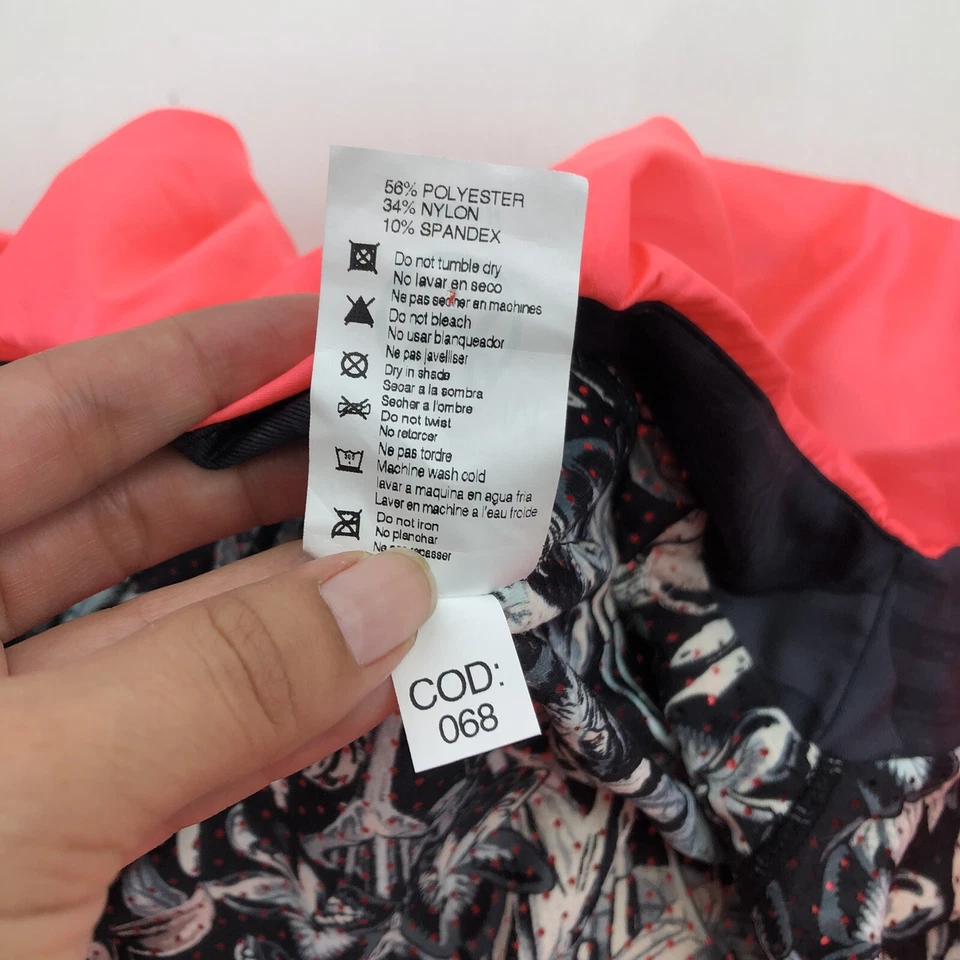 56% POLYESTER
34% NYLON
10% SPANDEX
Do not tumble dry
No lavar en seco
Ne pas secher en machines
Do not bleach
No usar blanqueador
Ne pas javelliser
Dry in shade
Secar a la sombra
Secher a l'ombre
Do not twist
No retorcer
Ne pas tordre
Machine wash cold
lavar a maquina en agua fria
Laver en machine a l'eau froide
Do not iron
No planchar
Ne
COD:
068